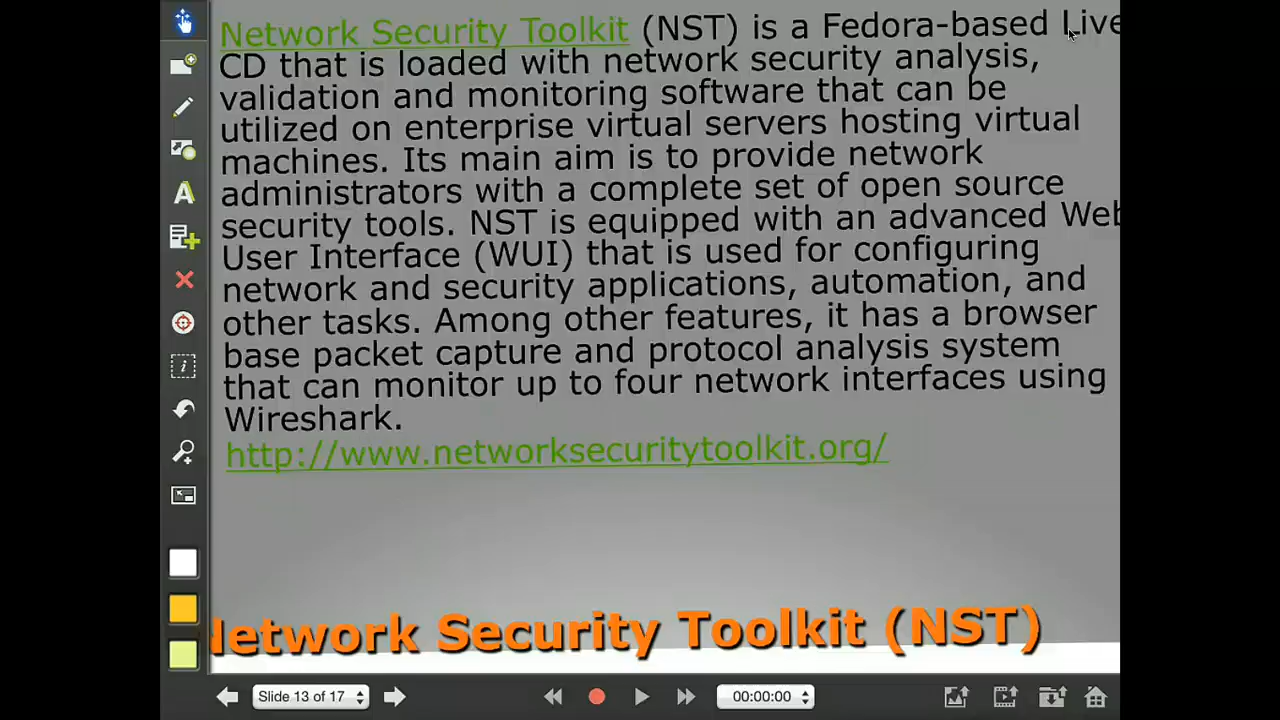 Network Security Toolkit (NST) is a Fedora-based Live
CD that is loaded with network security analysis,
validation and monitoring software that can be
utilized on enterprise virtual servers hosting virtual
machines. Its main aim is to provide network
administrators with a complete set of open source
security tools. NST is equipped with an advanced Web
User Interface (WUI) that is used for configuring
network and security applications, automation, and
other tasks. Among other features, it has a browser
base packet capture and protocol analysis system
that can monitor up to four network interfaces using
Wireshark.
http://www.networksecuritytoolkit.org/
Network Security Toolkit (NST)
Slide 13 of 17
00:00:00